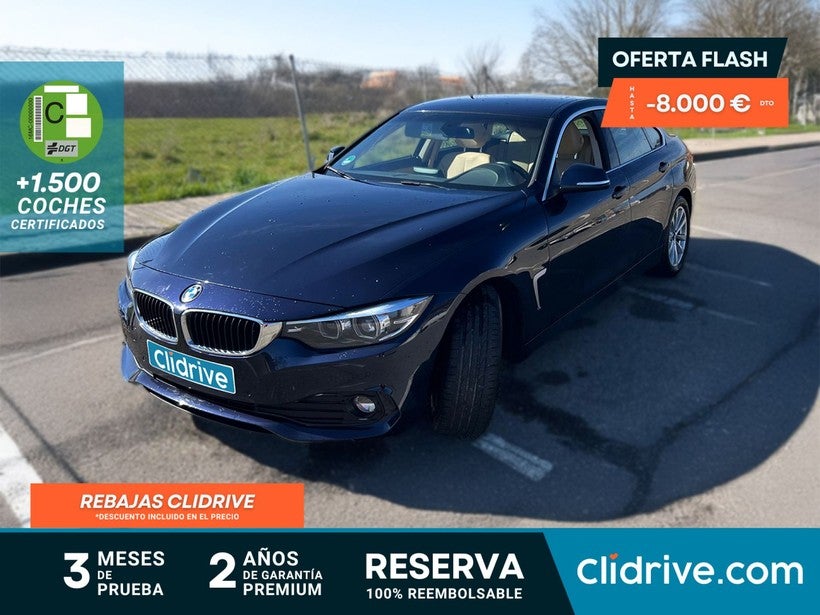 OFERTA FLASH
HASTA
-8.000 € DTO
C
DGT
+1.500
COCHES
CERTIFICADOS
Clidrive
REBAJAS CLIDRIVE
*DESCUENTO INCLUIDO EN EL PRECIO
3 MESES DE PRUEBA
2 AÑOS DE GARANTÍA PREMIUM
RESERVA
100% REEMBOLSABLE
Clidrive.com